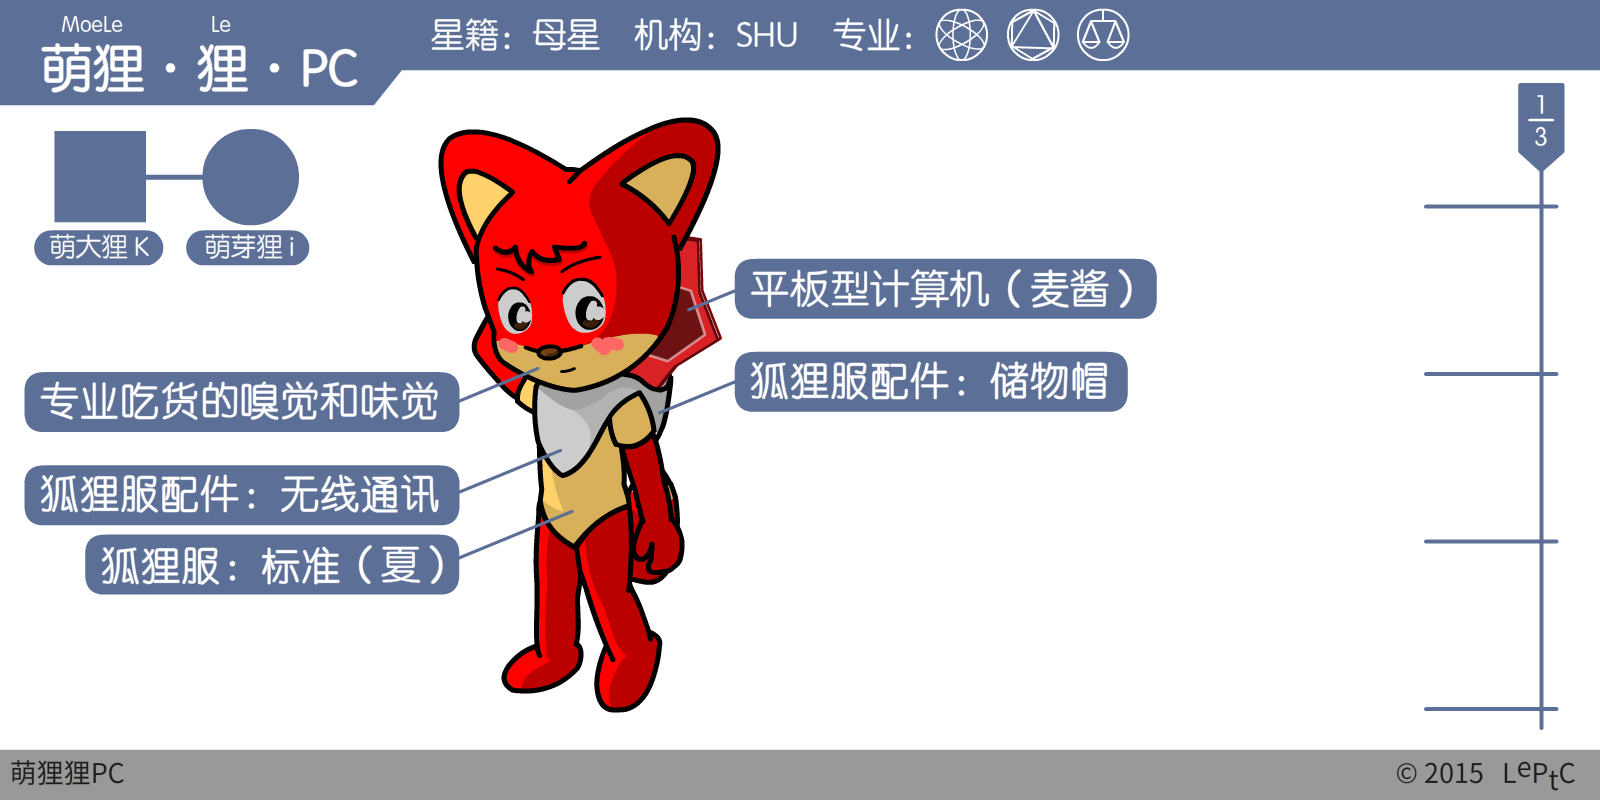 MoeLe Le
萌狸·狸·PC
星籍：母星 机构：SHU 专业：
萌大狸 K
萌芽狸 i
1
3
平板型计算机（麦酱）
专业吃货的嗅觉和味觉
狐狸服配件：储物帽
狐狸服配件：无线通讯
狐狸服：标准（夏）
萌狸狸PC
© 2015 LePtC